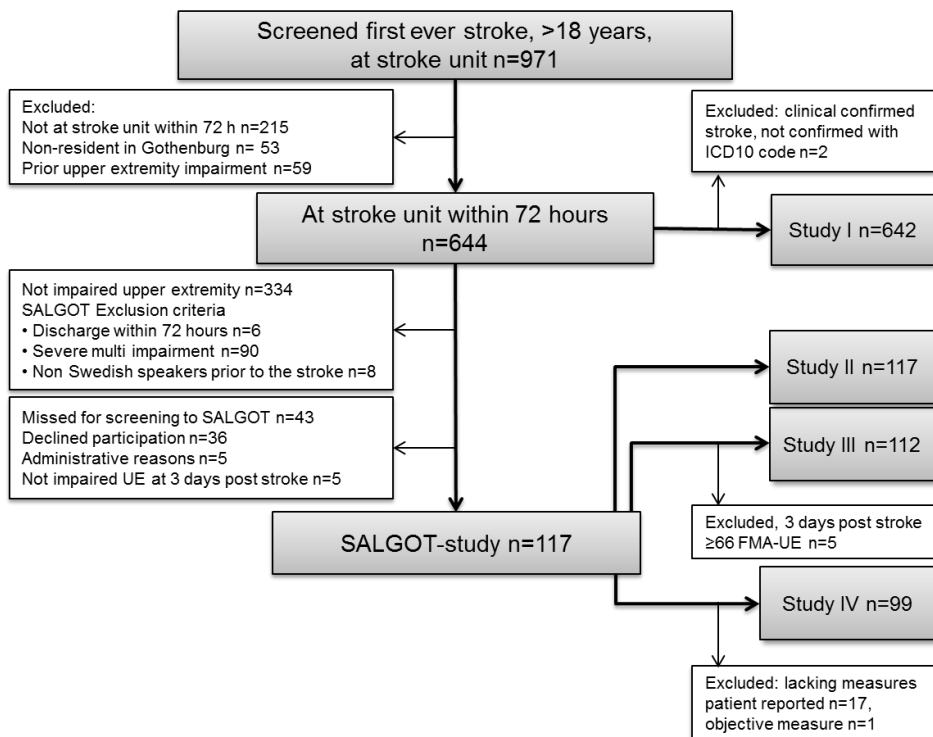 Screened first ever stroke, >18 years,
at stroke unit n=971
Excluded:
Not at stroke unit within 72 h n=215
Non-resident in Gothenburg n= 53
Prior upper extremity impairment n=59
Excluded: clinical confirmed
stroke, not confirmed with
ICD10 code n=2
At stroke unit within 72 hours
n=644
Study I n=642
Not impaired upper extremity n=334
SALGOT Exclusion criteria
• Discharge within 72 hours n=6
• Severe multi impairment n=90
• Non Swedish speakers prior to the stroke n=8
Study II n=117
Missed for screening to SALGOT n=43
Declined participation n=36
Administrative reasons n=5
Not impaired UE at 3 days post stroke n=5
Study III n=112
SALGOT-study n=117
Excluded, 3 days post stroke
≥66 FMA-UE n=5
Study IV n=99
Excluded: lacking measures
patient reported n=17,
objective measure n=1